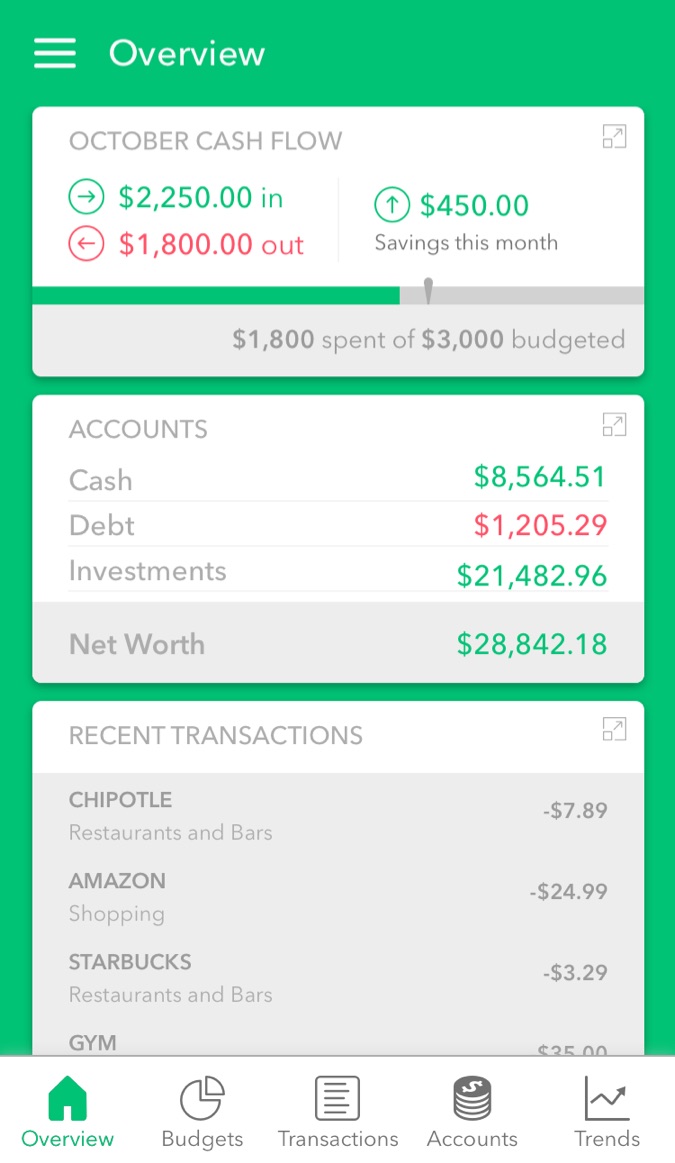 Overview
OCTOBER CASH FLOW
$2,250.00 in
$1,800.00 out
$450.00
Savings this month
$1,800 spent of $3,000 budgeted
ACCOUNTS
Cash $8,564.51
Debt $1,205.29
Investments $21,482.96
Net Worth $28,842.18
RECENT TRANSACTIONS
CHIPOTLE
Restaurants and Bars
-$7.89
AMAZON
Shopping
-$24.99
STARBUCKS
Restaurants and Bars
-$3.29
GYM
$35.00
Overview Budgets Transactions Accounts Trends